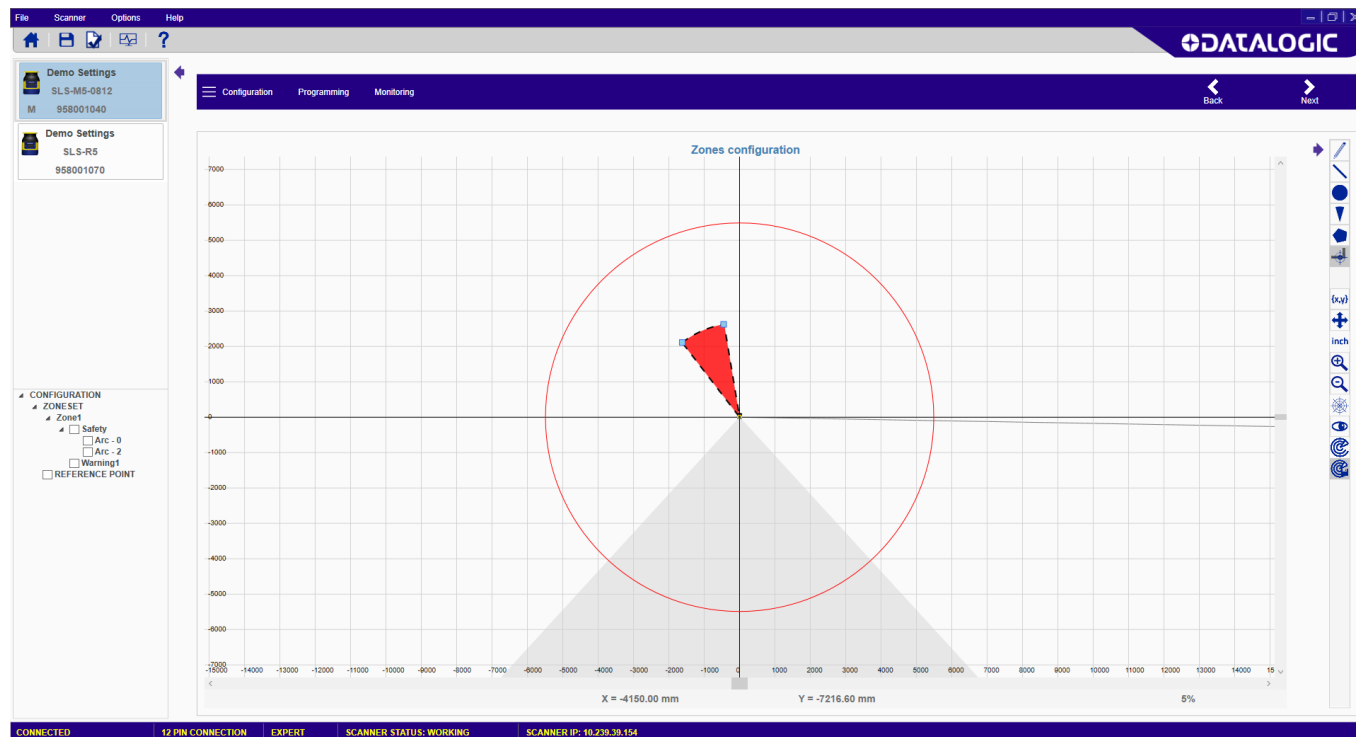 File Scanner Options Help
DATALOGIC
Demo Settings
SLS-M5-0812
M 958001040
Demo Settings
SLS-R5
958001070
Configuration Programming Monitoring Back Next
Zones configuration
7000
6000
5000
4000
3000
2000
1000
0
-1000
-2000
-3000
-4000
-5000
-6000
-7000
-15000 -14000 -13000 -12000 -11000 -10000 -9000 -8000 -7000 -6000 -5000 -4000 -3000 -2000 -1000 0 1000 2000 3000 4000 5000 6000 7000 8000 9000 10000 11000 12000 13000 14000 15
X = -4150.00 mm Y = -7216.60 mm 5%
{x,y}
inch
CONFIGURATION
ZONESET
Zone1
Safety
Arc - 0
Arc - 2
Warning1
REFERENCE POINT
CONNECTED 12 PIN CONNECTION EXPERT SCANNER STATUS: WORKING SCANNER IP: 10.239.39.154